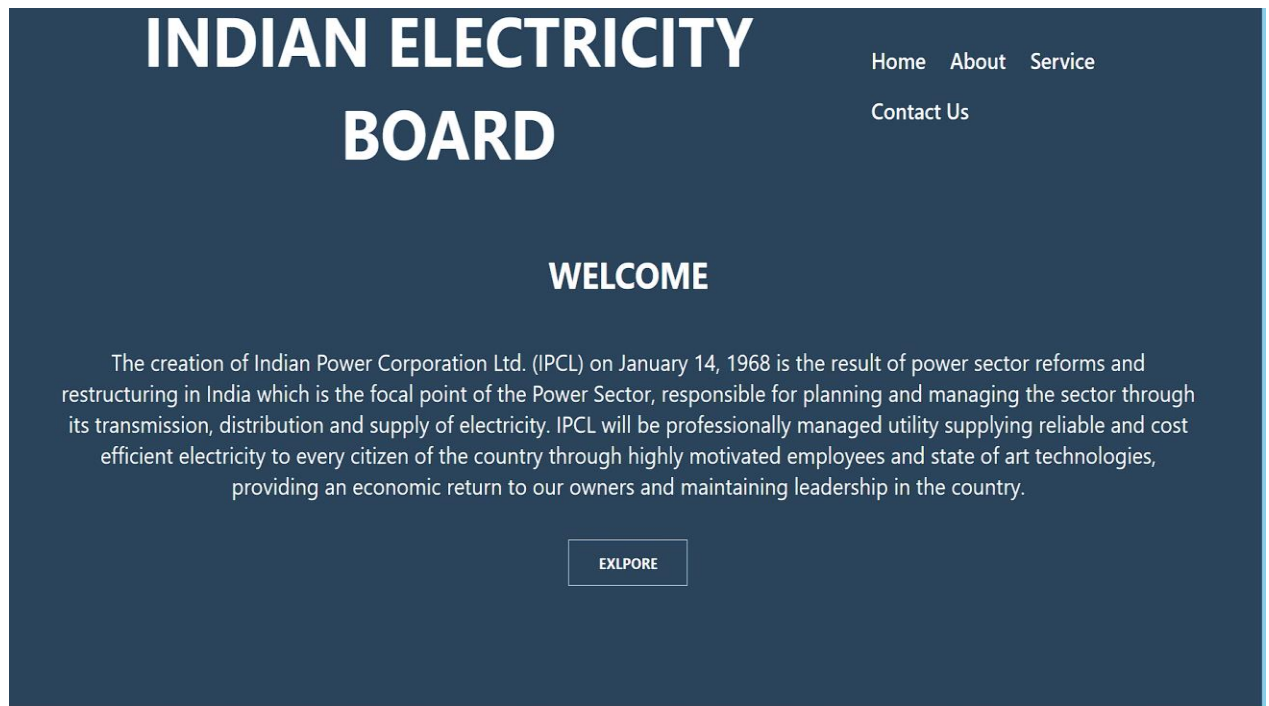 INDIAN ELECTRICITY
BOARD
Home About Service
Contact Us
WELCOME
The creation of Indian Power Corporation Ltd. (IPCL) on January 14, 1968 is the result of power sector reforms and
restructuring in India which is the focal point of the Power Sector, responsible for planning and managing the sector through
its transmission, distribution and supply of electricity. IPCL will be professionally managed utility supplying reliable and cost
efficient electricity to every citizen of the country through highly motivated employees and state of art technologies,
providing an economic return to our owners and maintaining leadership in the country.
EXLPORE